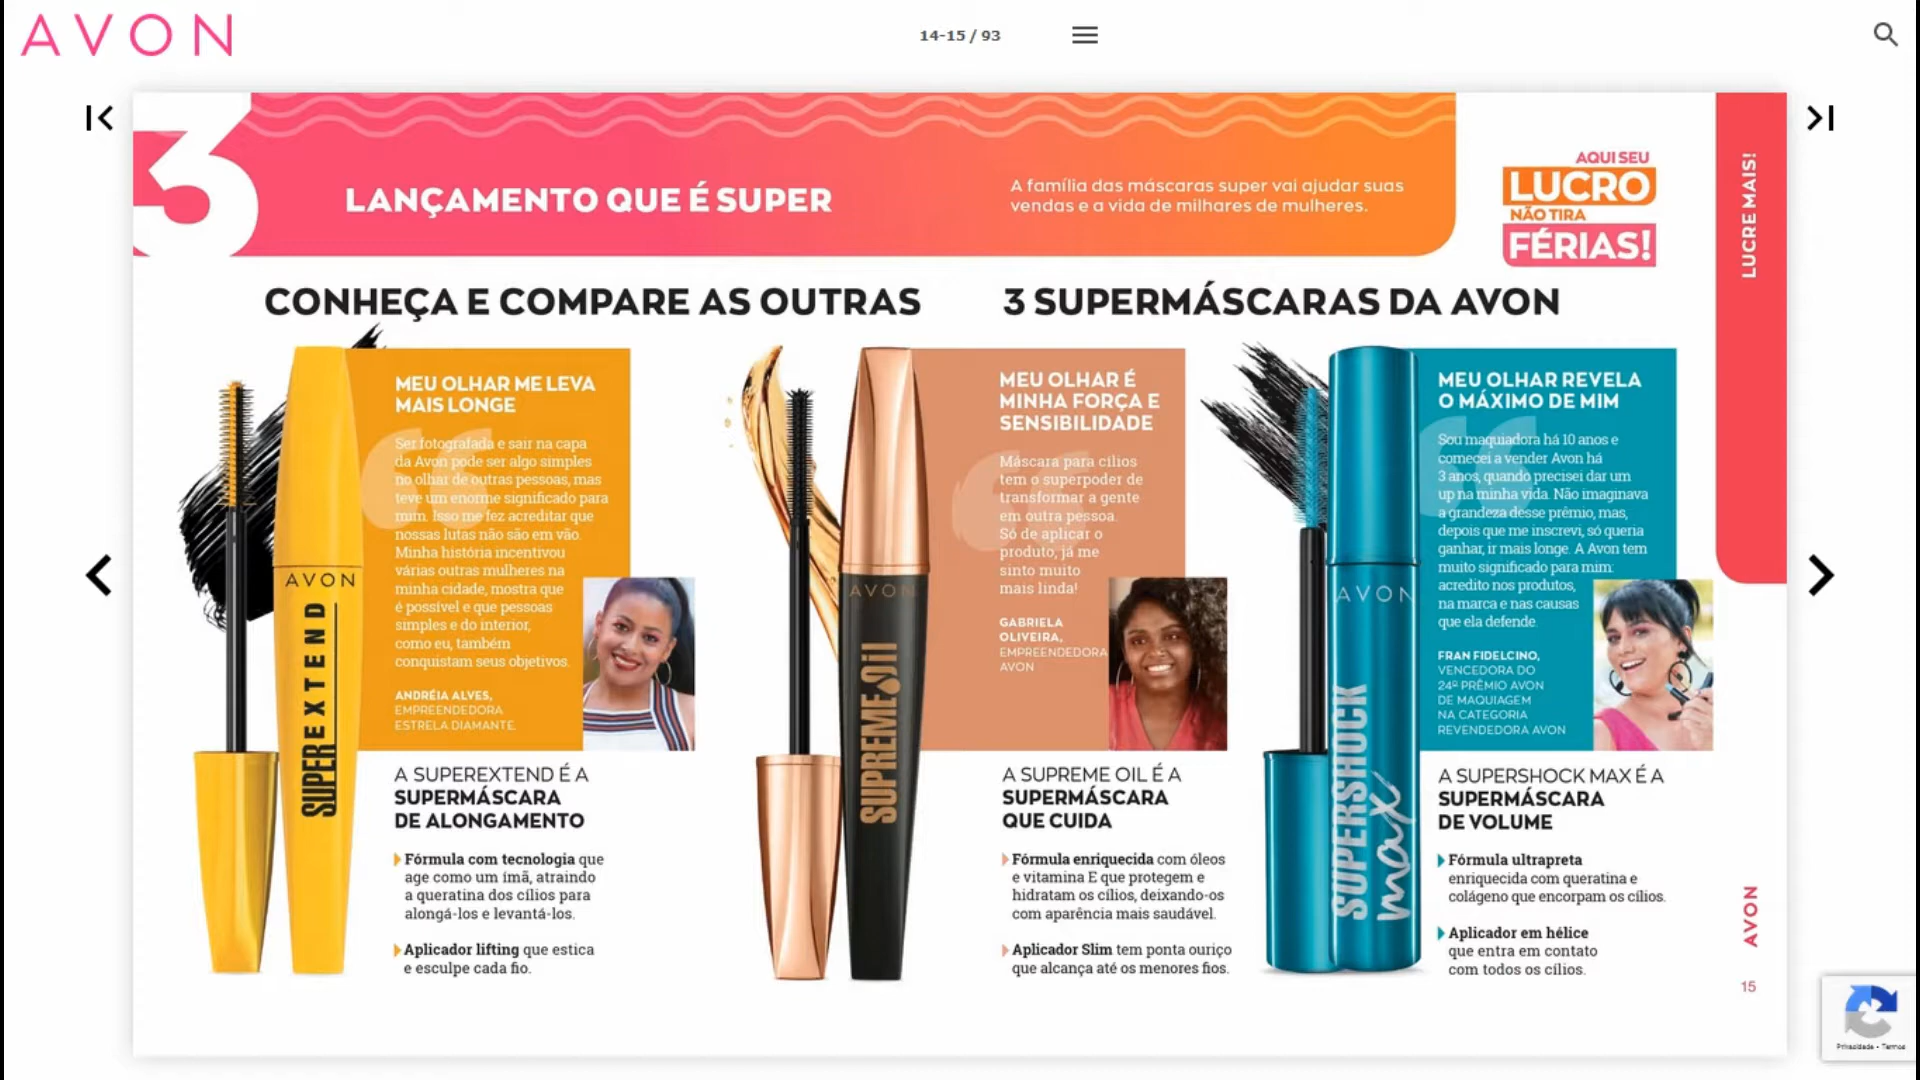 AVON
14-15 / 93
3
LANÇAMENTO QUE É SUPER
A família das máscaras super vai ajudar suas
vendas e a vida de milhares de mulheres.
AQUI SEU
LUCRO
NÃO TIRA
FÉRIAS!
LUCRE MAIS!
CONHEÇA E COMPARE AS OUTRAS
3 SUPERMÁSCARAS DA AVON
AVON
SUPEREXTEND
MEU OLHAR ME LEVA
MAIS LONGE
Ser fotografada e sair na capa
da Avon pode ser algo simples
no olhar de outras pessoas, mas
teve um enorme significado para
mim. Isso me fez acreditar que
nossas lutas não são em vão.
Minha história incentivou
várias outras mulheres na
minha cidade, mostra que
é possível e que pessoas
simples e do interior,
como eu, também
conquistam seus objetivos.
ANDRÉIA ALVES,
EMPREENDEDORA
ESTRELA DIAMANTE.
A SUPEREXTEND É A
SUPERMÁSCARA
DE ALONGAMENTO
Fórmula com tecnologia que
age como um ímã, atraindo
a queratina dos cílios para
alongá-los e levantá-los.
Aplicador lifting que estica
e esculpe cada fio.
AVON
SUPREME Oil
MEU OLHAR É
MINHA FORÇA E
SENSIBILIDADE
Máscara para cílios
tem o superpoder de
transformar a gente
em outra pessoa.
Só de aplicar o
produto, já me
sinto muito
mais linda!
GABRIELA
OLIVEIRA,
EMPREENDEDORA
AVON
A SUPREME OIL É A
SUPERMÁSCARA
QUE CUIDA
Fórmula enriquecida com óleos
e vitamina E que protegem e
hidratam os cílios, deixando-os
com aparência mais saudável.
Aplicador Slim tem ponta ouriço
que alcança até os menores fios.
AVON
SUPERSHOCK
max
MEU OLHAR REVELA
O MÁXIMO DE MIM
Sou maquiadora há 10 anos e
comecei a vender Avon há
3 anos, quando precisei dar um
up na minha vida. Não imaginava
a grandeza desse prêmio, mas,
depois que me inscrevi, só queria
ganhar, ir mais longe. A Avon tem
muito significado para mim:
acredito nos produtos,
na marca e nas causas
que ela defende.
FRAN FIDELCINO,
VENCEDORA DO
24º PRÊMIO AVON
DE MAQUIAGEM
NA CATEGORIA
REVENDEDORA AVON
A SUPERSHOCK MAX É A
SUPERMÁSCARA
DE VOLUME
Fórmula ultrapreta
enriquecida com queratina e
colágeno que encorpam os cílios.
Aplicador em hélice
que entra em contato
com todos os cílios.
AVON
15
Privacidade - Termos